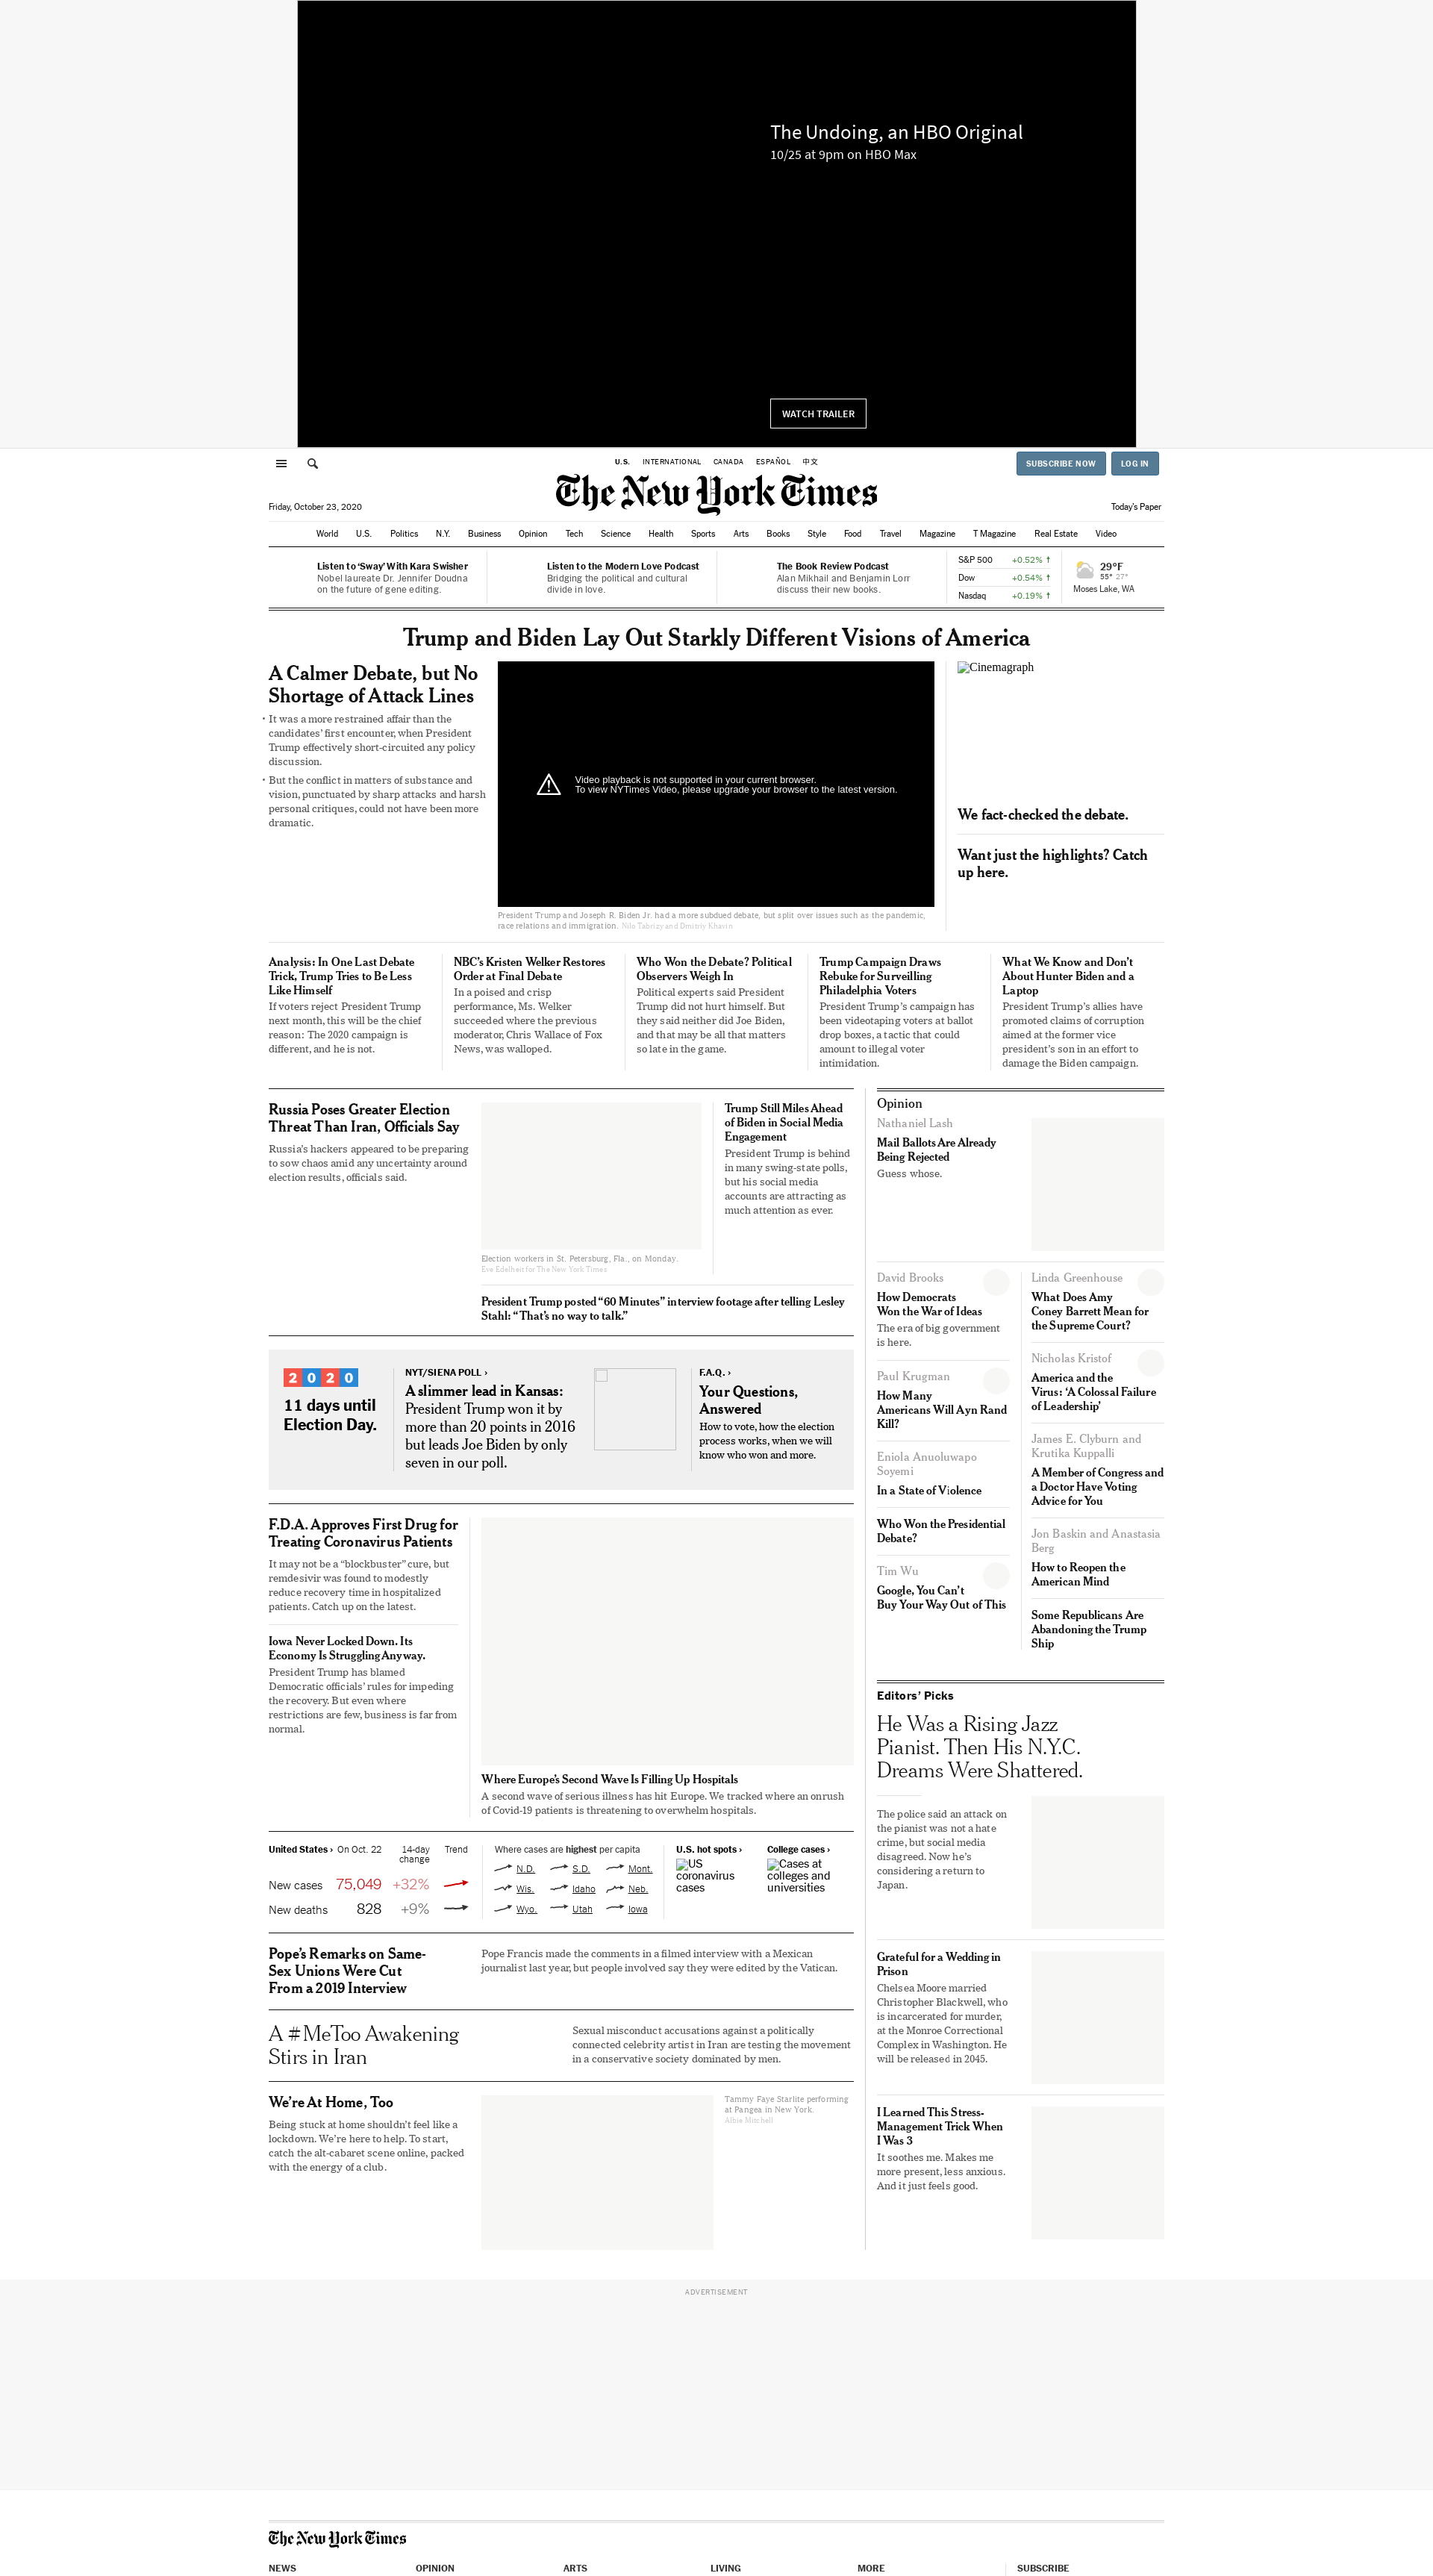 The Undoing, an HBO Original
10/25 at 9pm on HBO Max
WATCH TRAILER
U.S. INTERNATIONAL CANADA ESPAÑOL 中文
SUBSCRIBE NOW LOG IN
The New York Times
Friday, October 23, 2020
Today's Paper
World U.S. Politics N.Y. Business Opinion Tech Science Health Sports Arts Books Style Food Travel Magazine T Magazine Real Estate Video
Listen to ‘Sway’ With Kara Swisher
Nobel laureate Dr. Jennifer Doudna
on the future of gene editing.
Listen to the Modern Love Podcast
Bridging the political and cultural
divide in love.
The Book Review Podcast
Alan Mikhail and Benjamin Lorr
discuss their new books.
S&P 500 +0.52% ↑
Dow +0.54% ↑
Nasdaq +0.19% ↑
29°F
55° 27°
Moses Lake, WA
Trump and Biden Lay Out Starkly Different Visions of America
A Calmer Debate, but No
Shortage of Attack Lines
• It was a more restrained affair than the
candidates’ first encounter, when President
Trump effectively short-circuited any policy
discussion.
• But the conflict in matters of substance and
vision, punctuated by sharp attacks and harsh
personal critiques, could not have been more
dramatic.
Video playback is not supported in your current browser.
To view NYTimes Video, please upgrade your browser to the latest version.
President Trump and Joseph R. Biden Jr. had a more subdued debate, but split over issues such as the pandemic,
race relations and immigration. Nilo Tabrizy and Dmitriy Khavin
Cinemagraph
We fact-checked the debate.
Want just the highlights? Catch
up here.
Analysis: In One Last Debate
Trick, Trump Tries to Be Less
Like Himself
If voters reject President Trump
next month, this will be the chief
reason: The 2020 campaign is
different, and he is not.
NBC’s Kristen Welker Restores
Order at Final Debate
In a poised and crisp
performance, Ms. Welker
succeeded where the previous
moderator, Chris Wallace of Fox
News, was walloped.
Who Won the Debate? Political
Observers Weigh In
Political experts said President
Trump did not hurt himself. But
they said neither did Joe Biden,
and that may be all that matters
so late in the game.
Trump Campaign Draws
Rebuke for Surveilling
Philadelphia Voters
President Trump’s campaign has
been videotaping voters at ballot
drop boxes, a tactic that could
amount to illegal voter
intimidation.
What We Know and Don’t
About Hunter Biden and a
Laptop
President Trump’s allies have
promoted claims of corruption
aimed at the former vice
president’s son in an effort to
damage the Biden campaign.
Russia Poses Greater Election
Threat Than Iran, Officials Say
Russia’s hackers appeared to be preparing
to sow chaos amid any uncertainty around
election results, officials said.
Election workers in St. Petersburg, Fla., on Monday.
Eve Edelheit for The New York Times
Trump Still Miles Ahead
of Biden in Social Media
Engagement
President Trump is behind
in many swing-state polls,
but his social media
accounts are attracting as
much attention as ever.
President Trump posted “60 Minutes” interview footage after telling Lesley
Stahl: “That’s no way to talk.”
2020
11 days until
Election Day.
NYT/SIENA POLL ›
A slimmer lead in Kansas:
President Trump won it by
more than 20 points in 2016
but leads Joe Biden by only
seven in our poll.
F.A.Q. ›
Your Questions,
Answered
How to vote, how the election
process works, when we will
know who won and more.
F.D.A. Approves First Drug for
Treating Coronavirus Patients
It may not be a “blockbuster” cure, but
remdesivir was found to modestly
reduce recovery time in hospitalized
patients. Catch up on the latest.
Iowa Never Locked Down. Its
Economy Is Struggling Anyway.
President Trump has blamed
Democratic officials’ rules for impeding
the recovery. But even where
restrictions are few, business is far from
normal.
Where Europe’s Second Wave Is Filling Up Hospitals
A second wave of serious illness has hit Europe. We tracked where an onrush
of Covid-19 patients is threatening to overwhelm hospitals.
United States › On Oct. 22 14-day change Trend
New cases 75,049 +32%
New deaths 828 +9%
Where cases are highest per capita
N.D. S.D. Mont.
Wis. Idaho Neb.
Wyo. Utah Iowa
U.S. hot spots ›
US
coronavirus
cases
College cases ›
Cases at
colleges and
universities
Pope’s Remarks on Same-
Sex Unions Were Cut
From a 2019 Interview
Pope Francis made the comments in a filmed interview with a Mexican
journalist last year, but people involved say they were edited by the Vatican.
A #MeToo Awakening
Stirs in Iran
Sexual misconduct accusations against a politically
connected celebrity artist in Iran are testing the movement
in a conservative society dominated by men.
We’re At Home, Too
Being stuck at home shouldn’t feel like a
lockdown. We’re here to help. To start,
catch the alt-cabaret scene online, packed
with the energy of a club.
Tammy Faye Starlite performing
at Pangea in New York.
Albie Mitchell
Opinion
Nathaniel Lash
Mail Ballots Are Already
Being Rejected
Guess whose.
David Brooks
How Democrats
Won the War of Ideas
The era of big government
is here.
Paul Krugman
How Many
Americans Will Ayn Rand
Kill?
Eniola Anuoluwapo
Soyemi
In a State of Violence
Who Won the Presidential
Debate?
Tim Wu
Google, You Can’t
Buy Your Way Out of This
Linda Greenhouse
What Does Amy
Coney Barrett Mean for
the Supreme Court?
Nicholas Kristof
America and the
Virus: ‘A Colossal Failure
of Leadership’
James E. Clyburn and
Krutika Kuppalli
A Member of Congress and
a Doctor Have Voting
Advice for You
Jon Baskin and Anastasia
Berg
How to Reopen the
American Mind
Some Republicans Are
Abandoning the Trump
Ship
Editors’ Picks
He Was a Rising Jazz
Pianist. Then His N.Y.C.
Dreams Were Shattered.
The police said an attack on
the pianist was not a hate
crime, but social media
disagreed. Now he’s
considering a return to
Japan.
Grateful for a Wedding in
Prison
Chelsea Moore married
Christopher Blackwell, who
is incarcerated for murder,
at the Monroe Correctional
Complex in Washington. He
will be released in 2045.
I Learned This Stress-
Management Trick When
I Was 3
It soothes me. Makes me
more present, less anxious.
And it just feels good.
ADVERTISEMENT
The New York Times
NEWS OPINION ARTS LIVING MORE SUBSCRIBE